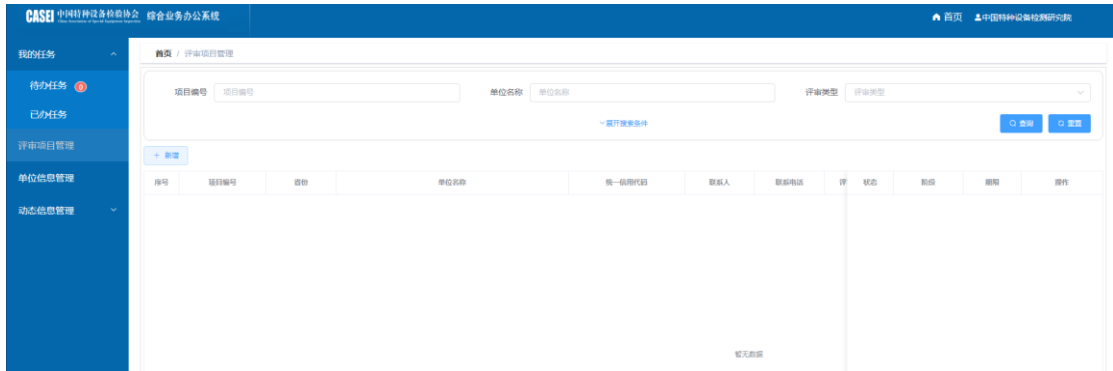 CASEI 中国特种设备检验协会 综合业务办公系统 首页 中国特种设备检测研究院
我的任务
待办任务 0
已办任务
评审项目管理
单位信息管理
动态信息管理
首页 / 评审项目管理
项目编号 项目编号 单位名称 单位名称 评审类型 评审类型
展开搜索条件 查询 重置
+ 新增
序号 项目编号 省份 单位名称 统一信用代码 联系人 联系电话 评 状态 阶段 期限 操作
暂无数据